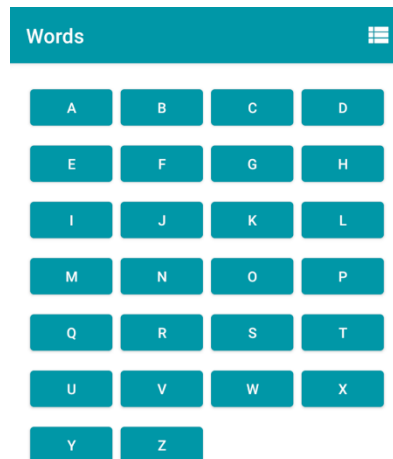 Words
A B C D
E F G H
I J K L
M N O P
Q R S T
U V W X
Y Z